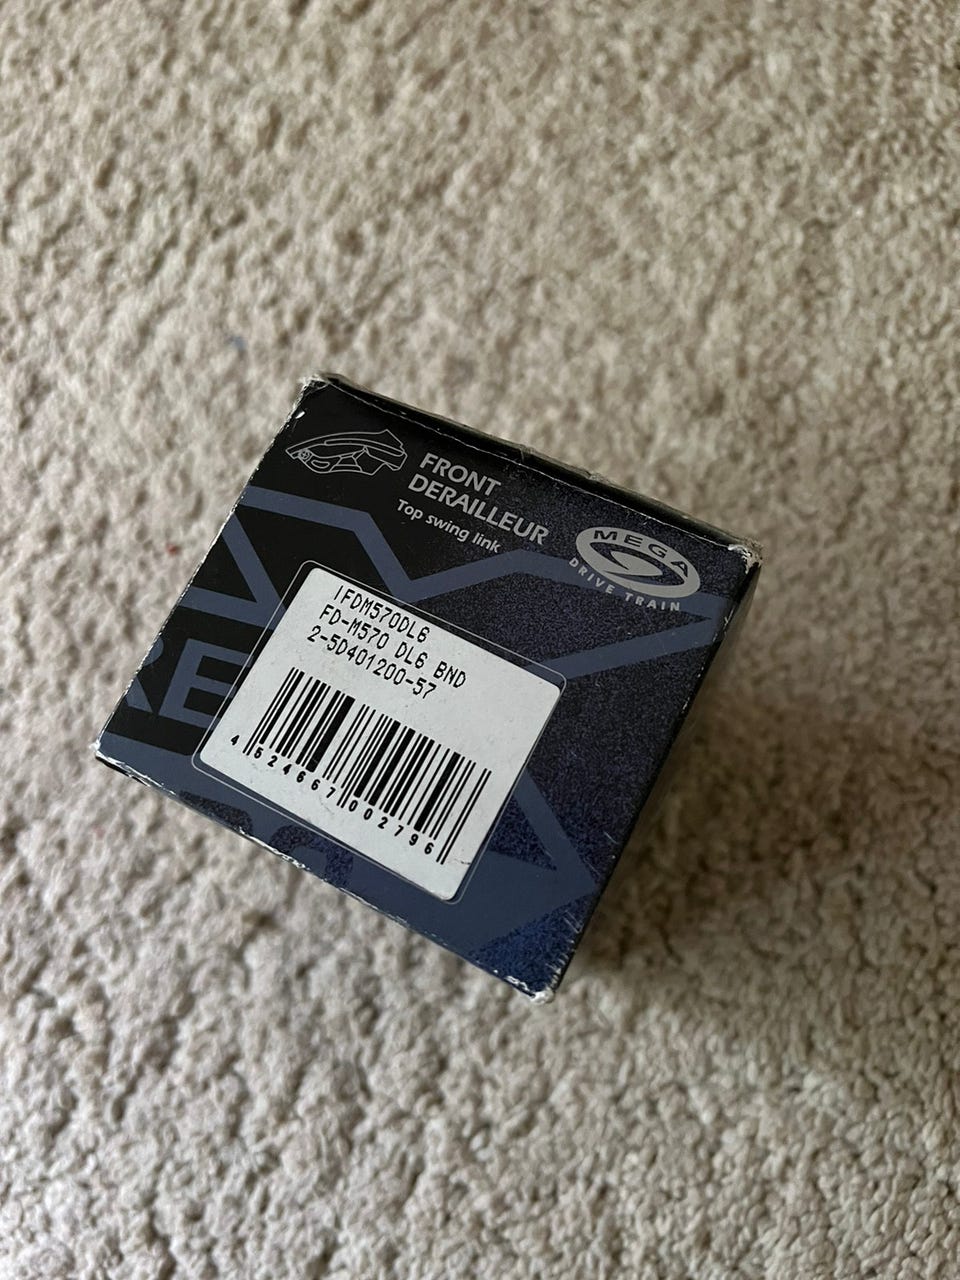 FRONT
DERAILLEUR
Top swing link
MEGA
DRIVE TRAIN
IFDM570DL6
FD-M570 DL6 BND
2-5D401200-57
4 524667 002796